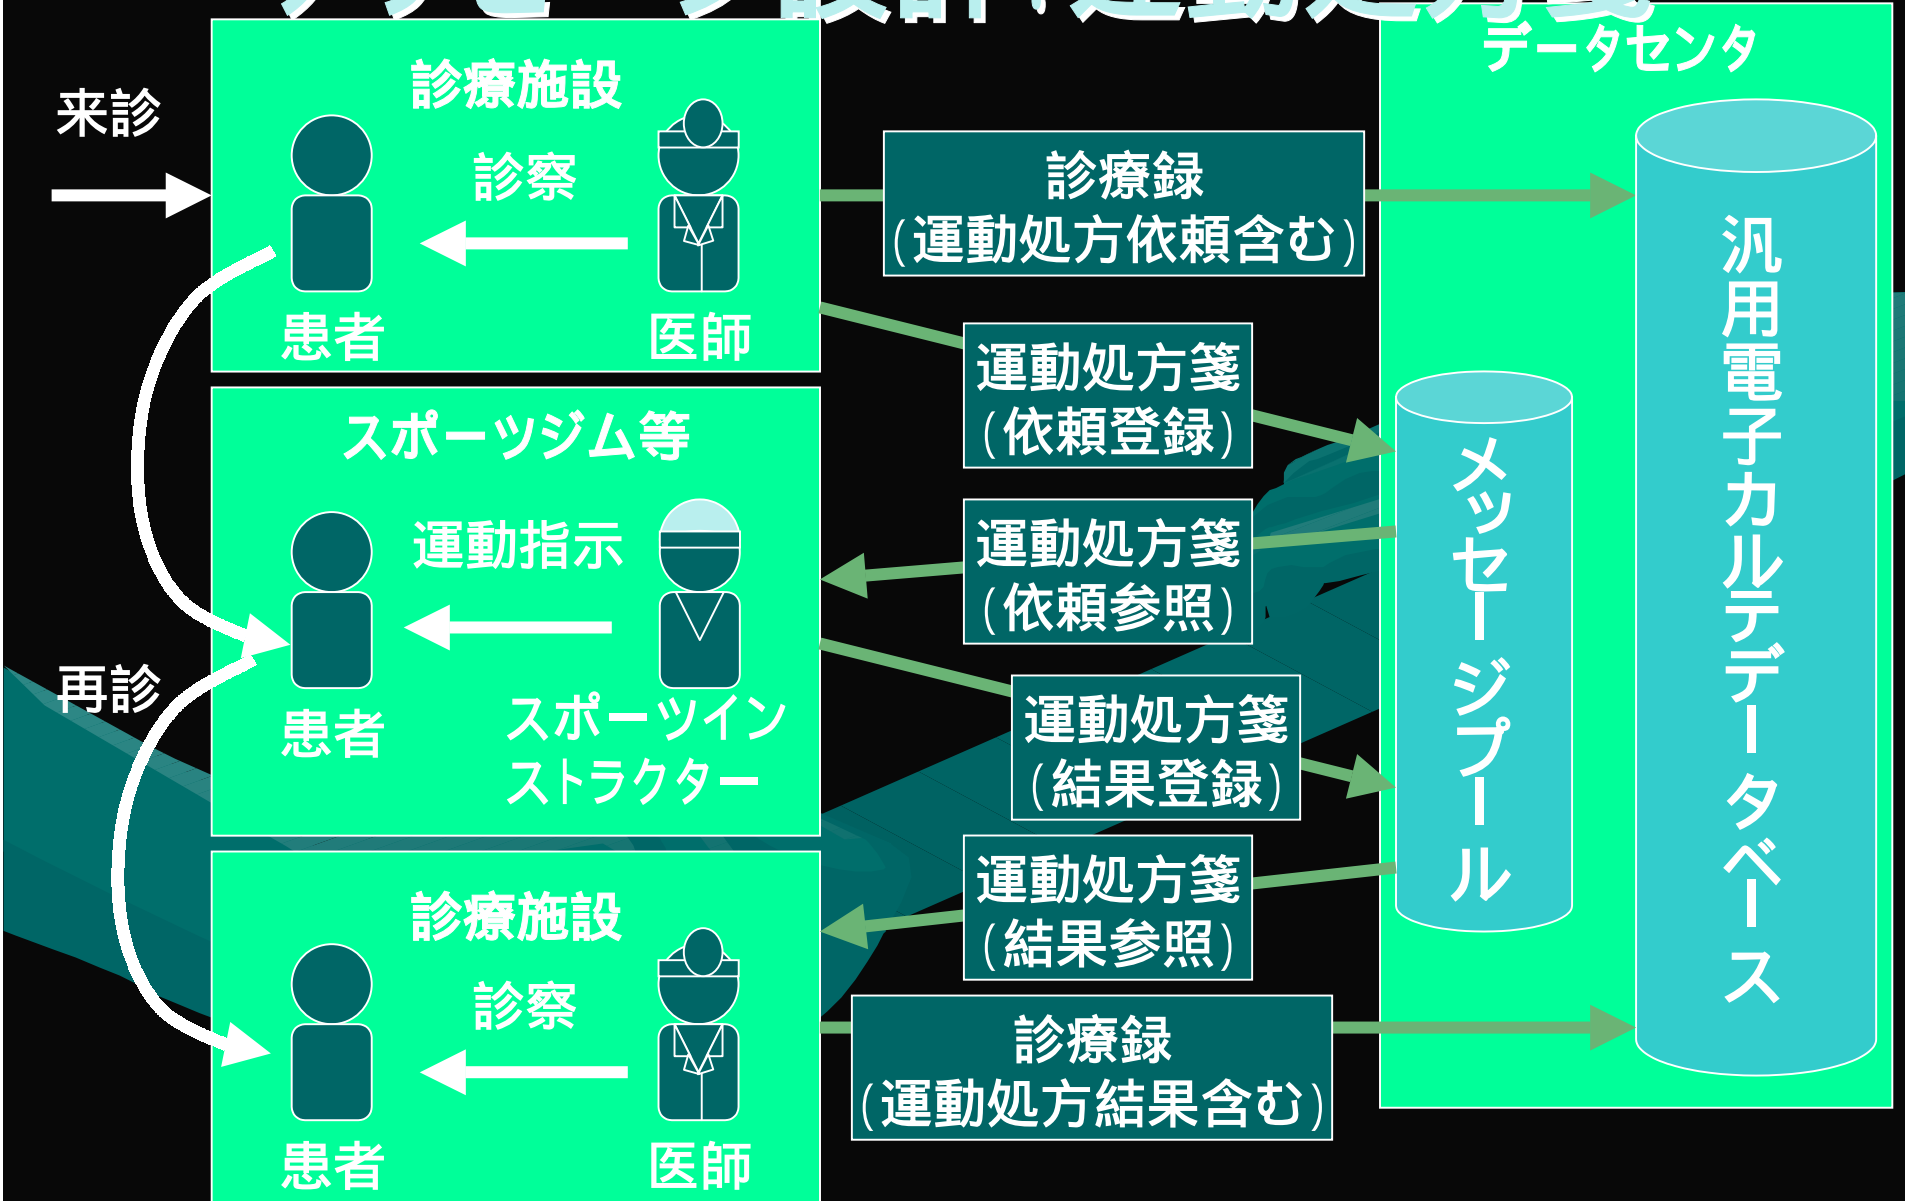 設計:運動処方箋
データセンタ
来診
診療施設
診察
患者
医師
診療録
(運動処方依頼含む)
運動処方箋
(依頼登録)
スポーツジム等
運動指示
患者
スポーツイン
ストラクター
運動処方箋
(依頼参照)
運動処方箋
(結果登録)
再診
診療施設
診察
患者
医師
運動処方箋
(結果参照)
診療録
(運動処方結果含む)
メッセージプール
汎用電子カルテデータベース